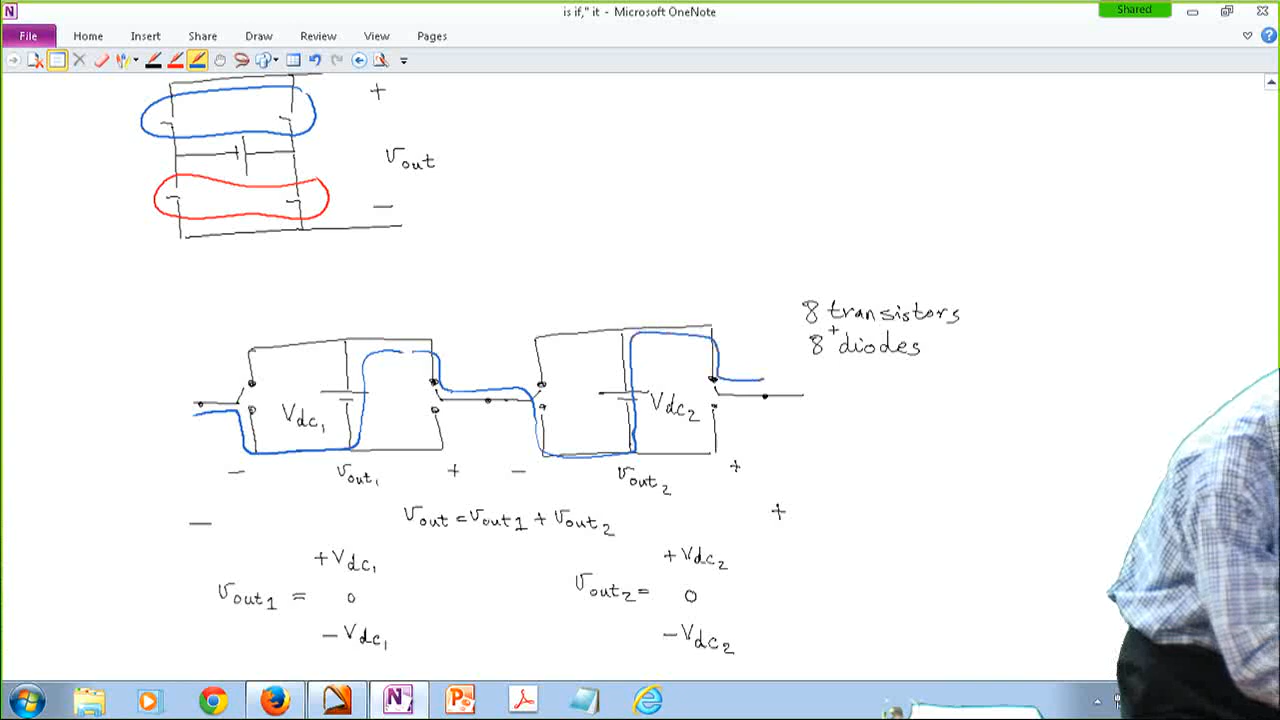 is if," it - Microsoft OneNote
Shared
File Home Insert Share Draw Review View Pages
+
Vout
−
8 transistors
+
8 diodes
Vdc1
Vdc2
− Vout1 + − Vout2 +
− Vout = Vout1 + Vout2 +
+Vdc1 +Vdc2
Vout1 = 0 Vout2 = 0
−Vdc1 −Vdc2